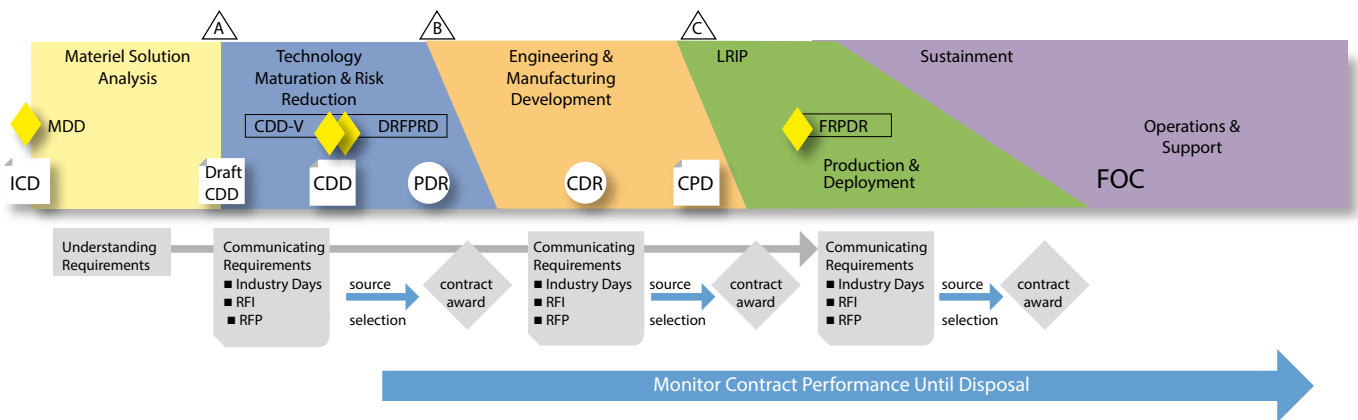 A
B
C
Materiel Solution
Analysis
Technology
Maturation & Risk
Reduction
Engineering &
Manufacturing
Development
LRIP
Sustainment
MDD
CDD-V
DRFPRD
FRPDR
Operations &
Support
ICD
Draft
CDD
CDD
PDR
CDR
CPD
Production &
Deployment
FOC
Understanding
Requirements
Communicating
Requirements
■ Industry Days
■ RFI
■ RFP
source
selection
contract
award
Communicating
Requirements
■ Industry Days
■ RFI
■ RFP
source
selection
contract
award
Communicating
Requirements
■ Industry Days
■ RFI
■ RFP
source
selection
contract
award
Monitor Contract Performance Until Disposal